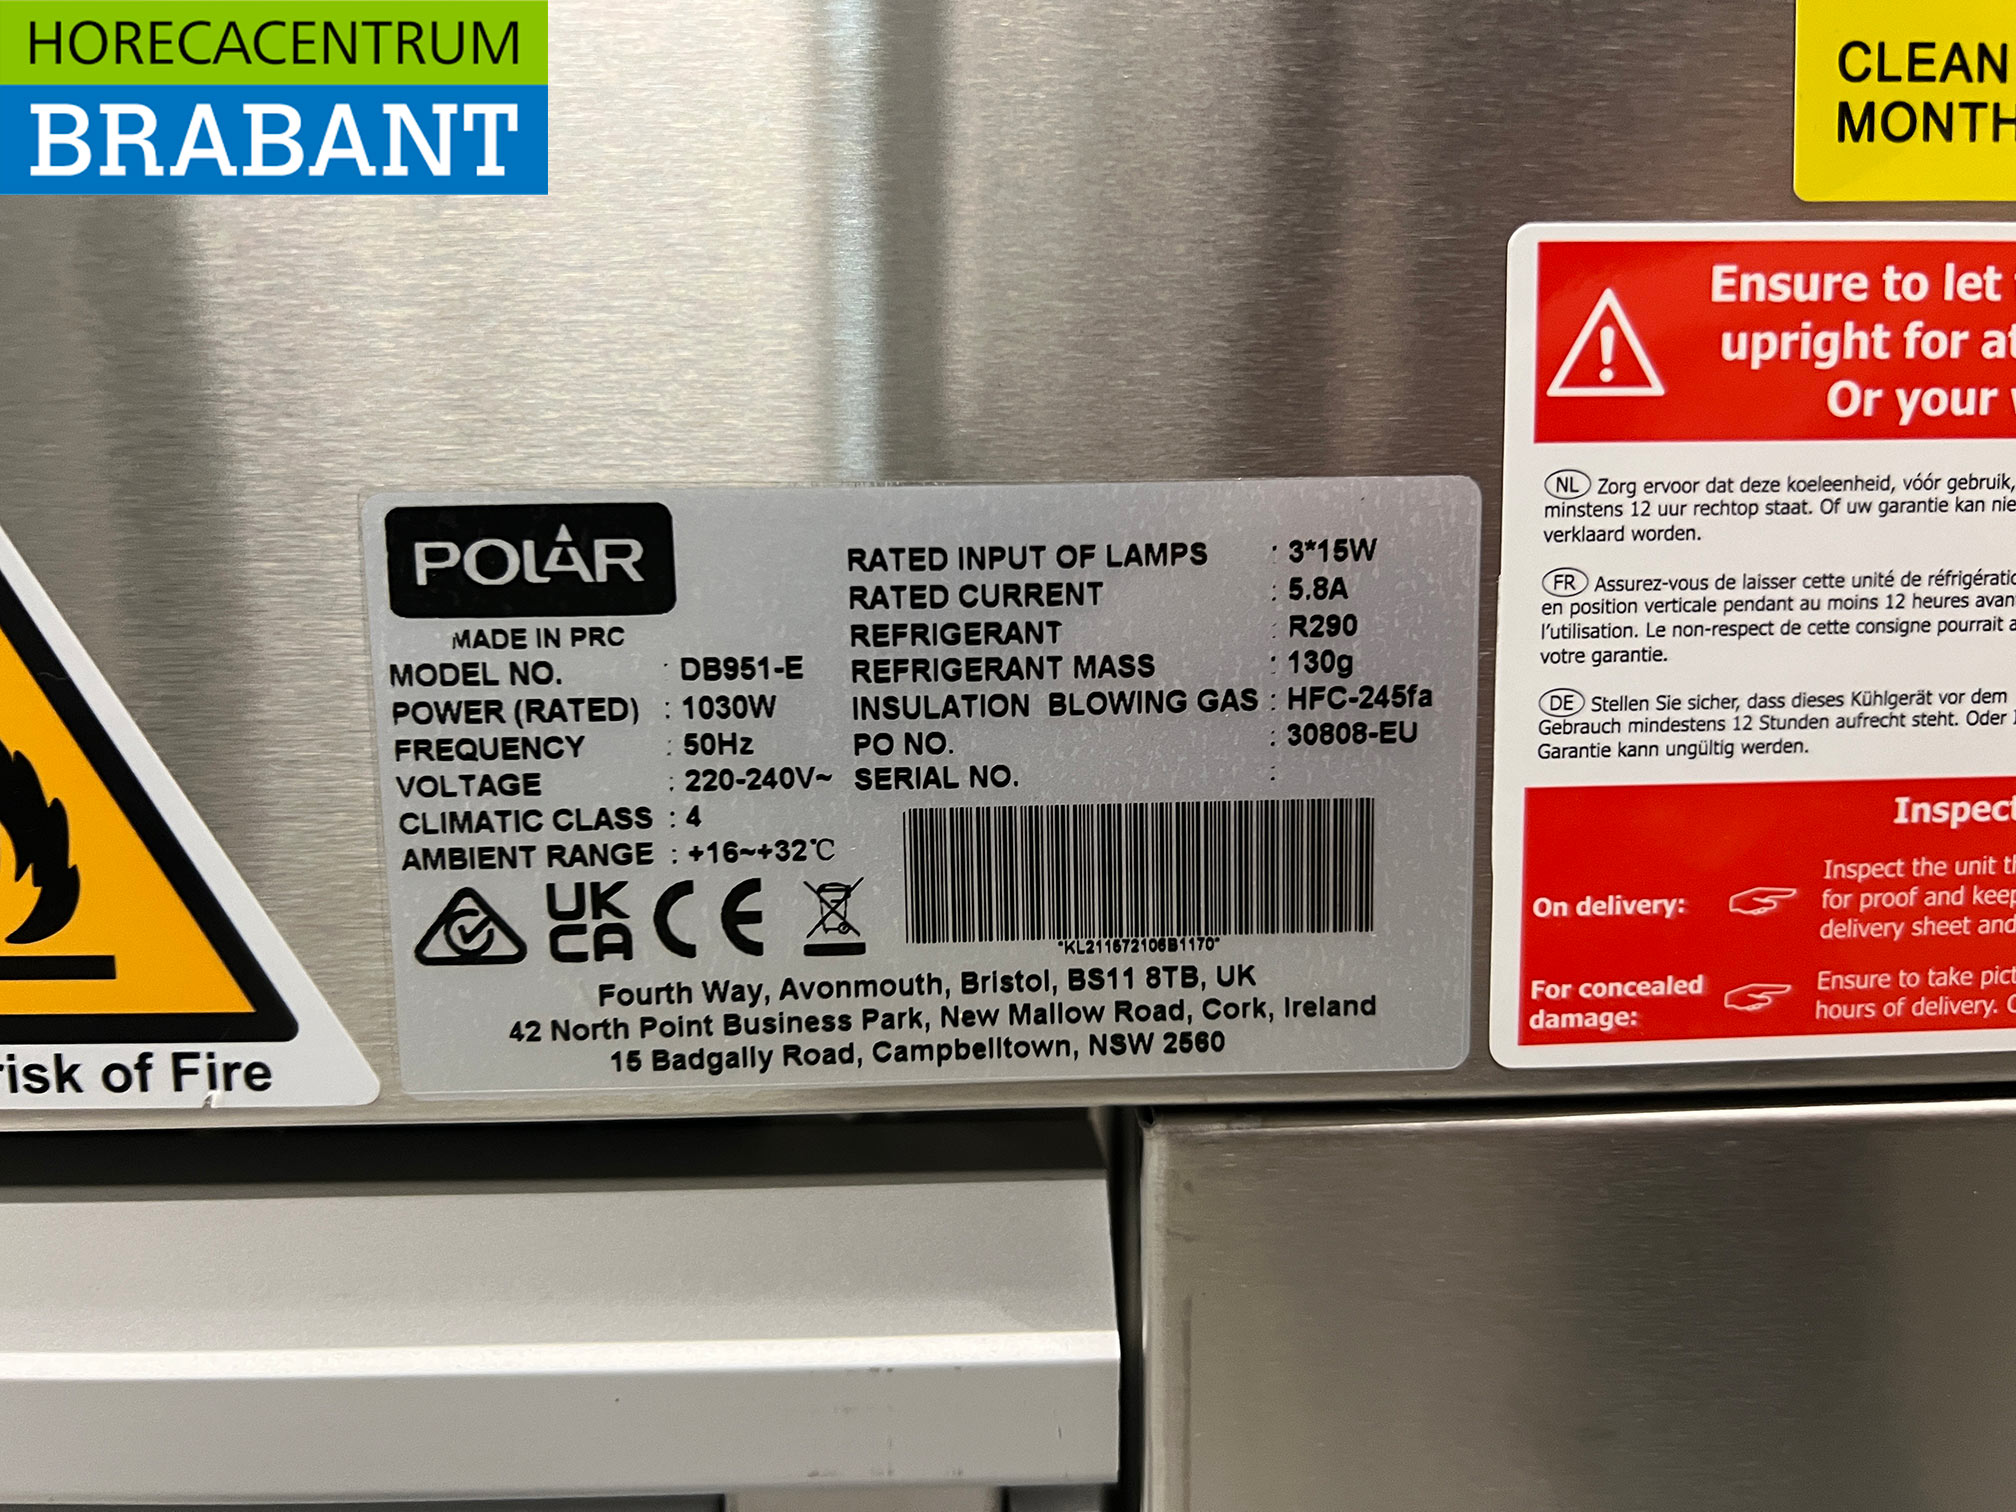 HORECACENTRUM
BRABANT
CLEAN
MONTH
Ensure to let
upright for at
Or your
NL Zorg ervoor dat deze koeleenheid, vóór gebruik,
minstens 12 uur rechtop staat. Of uw garantie kan nie
verklaard worden.
FR Assurez-vous de laisser cette unité de réfrigératio
en position verticale pendant au moins 12 heures avan
l'utilisation. Le non-respect de cette consigne pourrait a
votre garantie.
DE Stellen Sie sicher, dass dieses Kühlgerät vor dem
Gebrauch mindestens 12 Stunden aufrecht steht. Oder
Garantie kann ungültig werden.
Inspect
On delivery:
Inspect the unit th
for proof and keep
delivery sheet and
For concealed
damage:
Ensure to take pict
hours of delivery.
POLAR
MADE IN PRC
MODEL NO. : DB951-E
POWER (RATED) : 1030W
FREQUENCY : 50Hz
VOLTAGE : 220-240V~
CLIMATIC CLASS : 4
AMBIENT RANGE : +16~+32℃
RATED INPUT OF LAMPS : 3*15W
RATED CURRENT : 5.8A
REFRIGERANT : R290
REFRIGERANT MASS : 130g
INSULATION BLOWING GAS : HFC-245fa
PO NO. : 30808-EU
SERIAL NO. :
*KL211572106B1170*
UK
CA
CE
Fourth Way, Avonmouth, Bristol, BS11 8TB, UK
42 North Point Business Park, New Mallow Road, Cork, Ireland
15 Badgally Road, Campbelltown, NSW 2560
risk of Fire